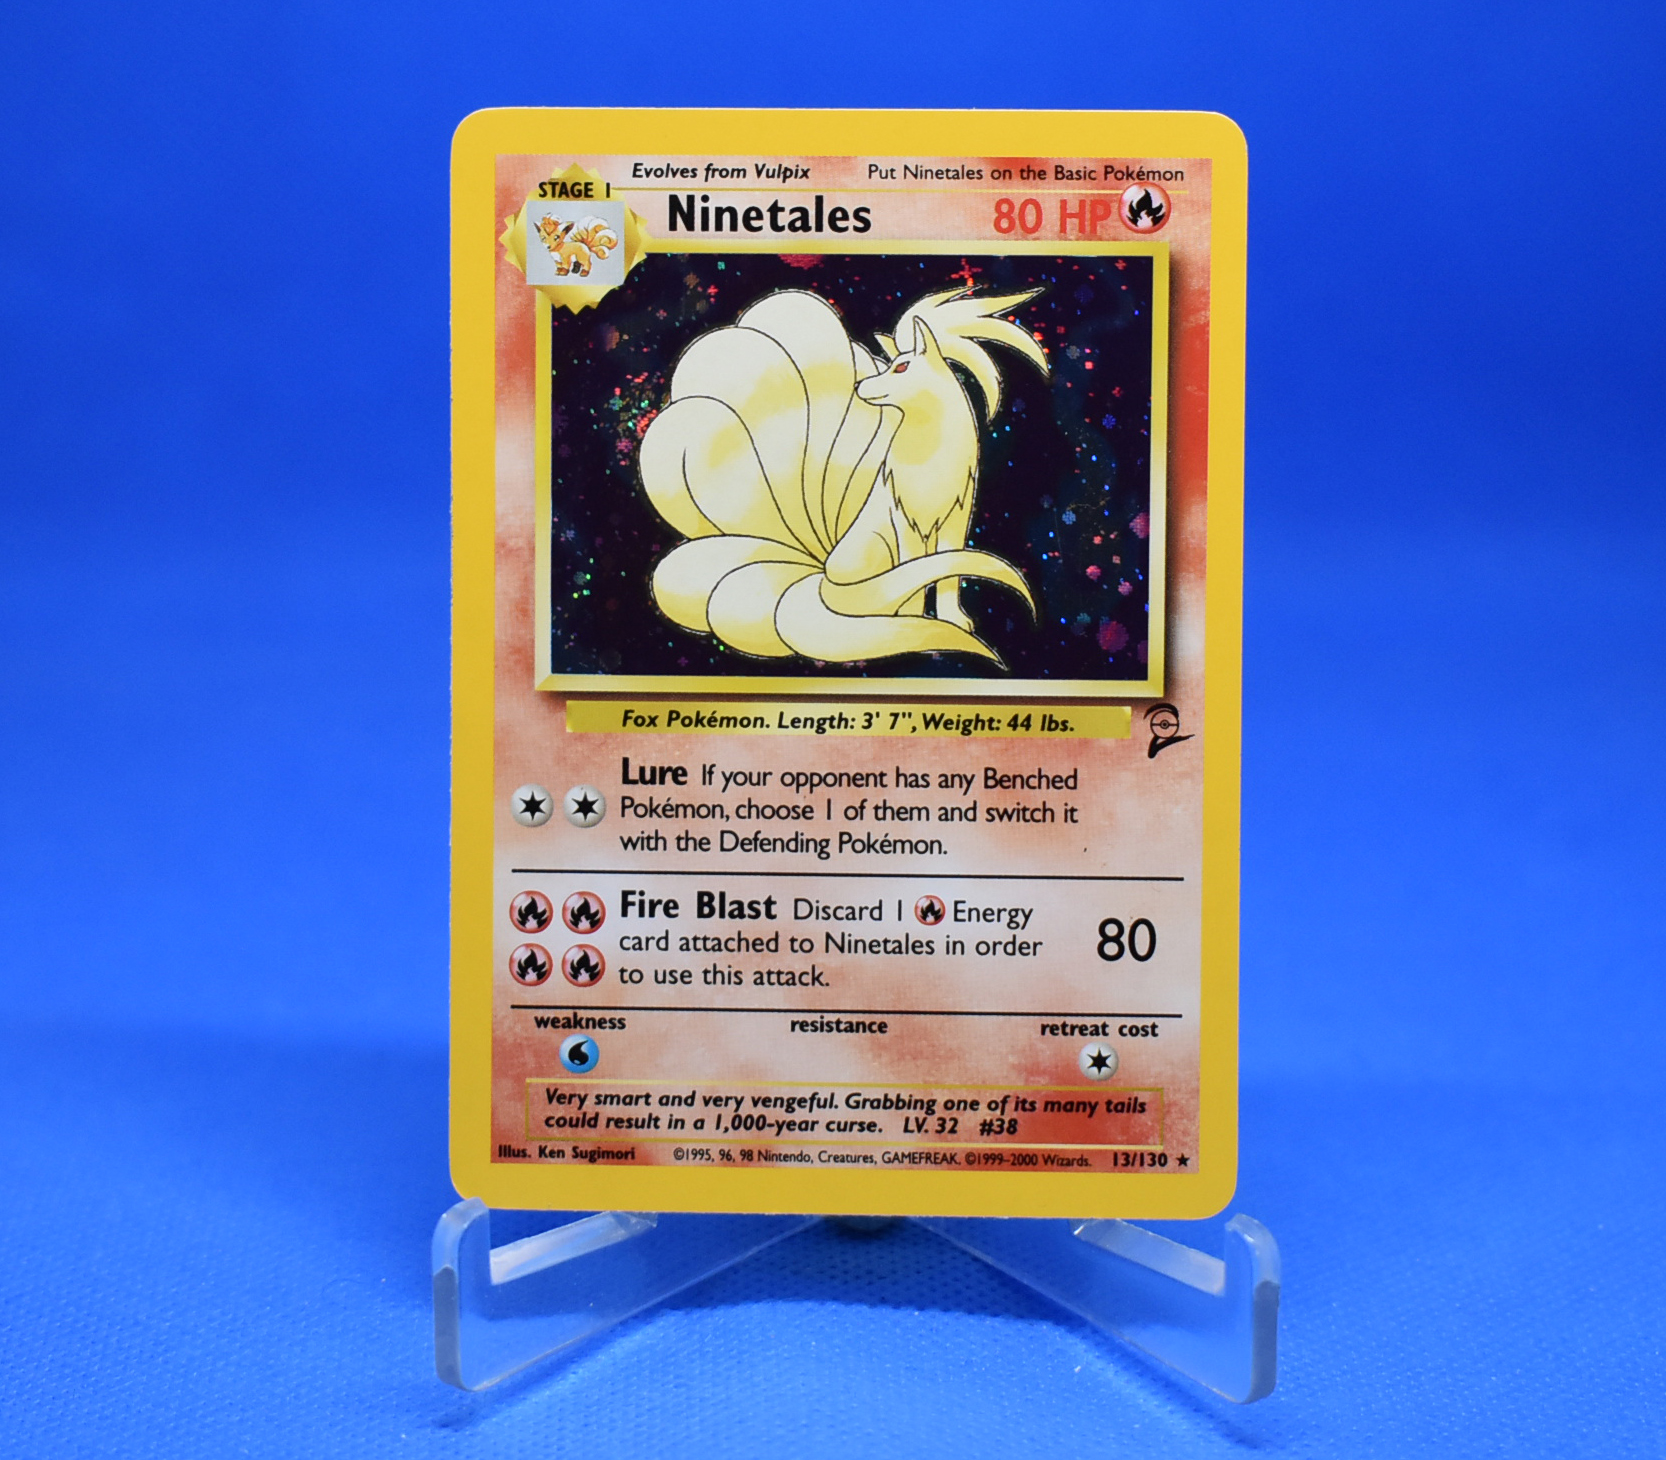 Evolves from Vulpix Put Ninetales on the Basic Pokémon
STAGE 1
Ninetales 80 HP
Fox Pokémon. Length: 3' 7", Weight: 44 lbs.
Lure If your opponent has any Benched
Pokémon, choose 1 of them and switch it
with the Defending Pokémon.
Fire Blast Discard 1 Energy
card attached to Ninetales in order
to use this attack.
80
weakness resistance retreat cost
Very smart and very vengeful. Grabbing one of its many tails
could result in a 1,000-year curse. LV. 32 #38
Illus. Ken Sugimori ©1995, 96, 98 Nintendo, Creatures, GAMEFREAK. ©1999-2000 Wizards. 13/130 ★